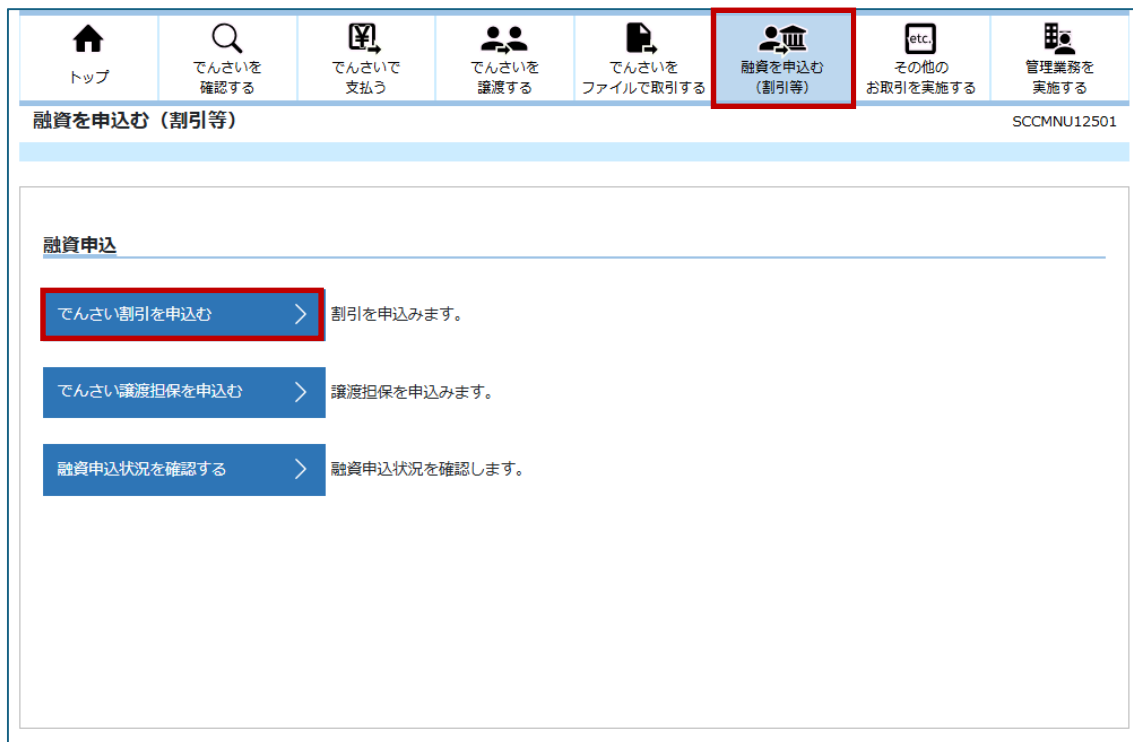 トップ
でんさいを
確認する
でんさいで
支払う
でんさいを
譲渡する
でんさいを
ファイルで取引する
融資を申込む
(割引等)
etc.
その他の
お取引を実施する
管理業務を
実施する
融資を申込む（割引等）
SCCMNU12501
融資申込
でんさい割引を申込む
割引を申込みます。
でんさい譲渡担保を申込む
譲渡担保を申込みます。
融資申込状況を確認する
融資申込状況を確認します。